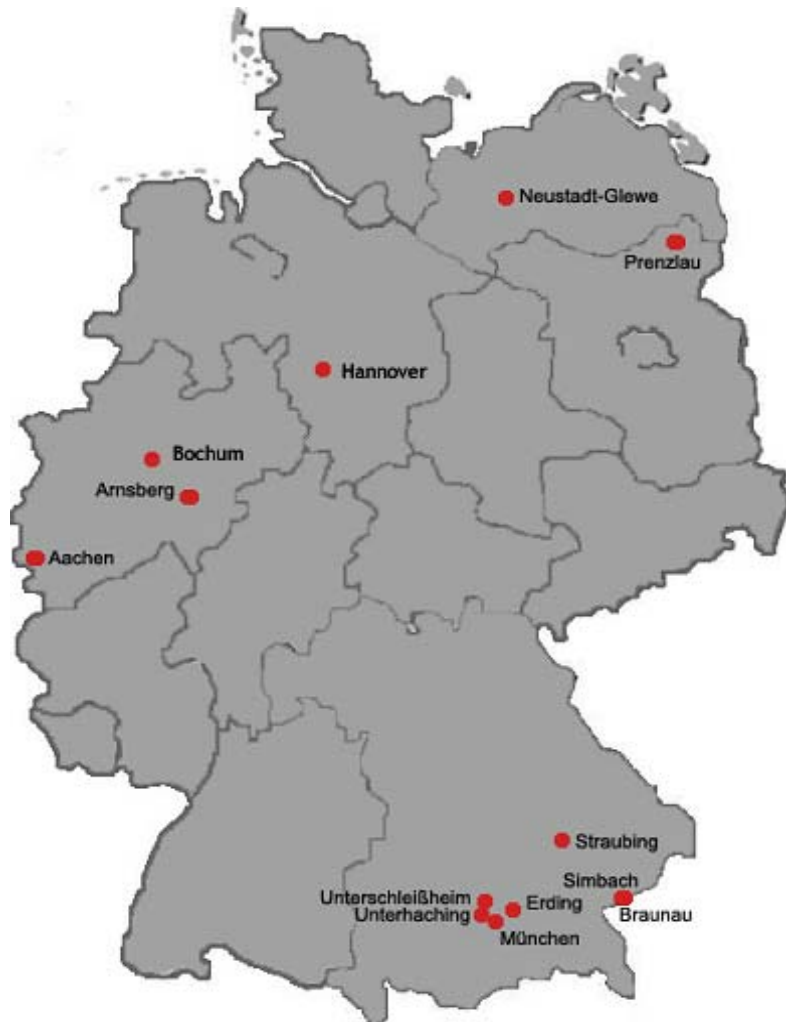 Neustadt-Glewe
Prenzlau
Hannover
Bochum
Arnsberg
Aachen
Straubing
Simbach
Braunau
Unterschleißheim
Erding
Unterhaching
München